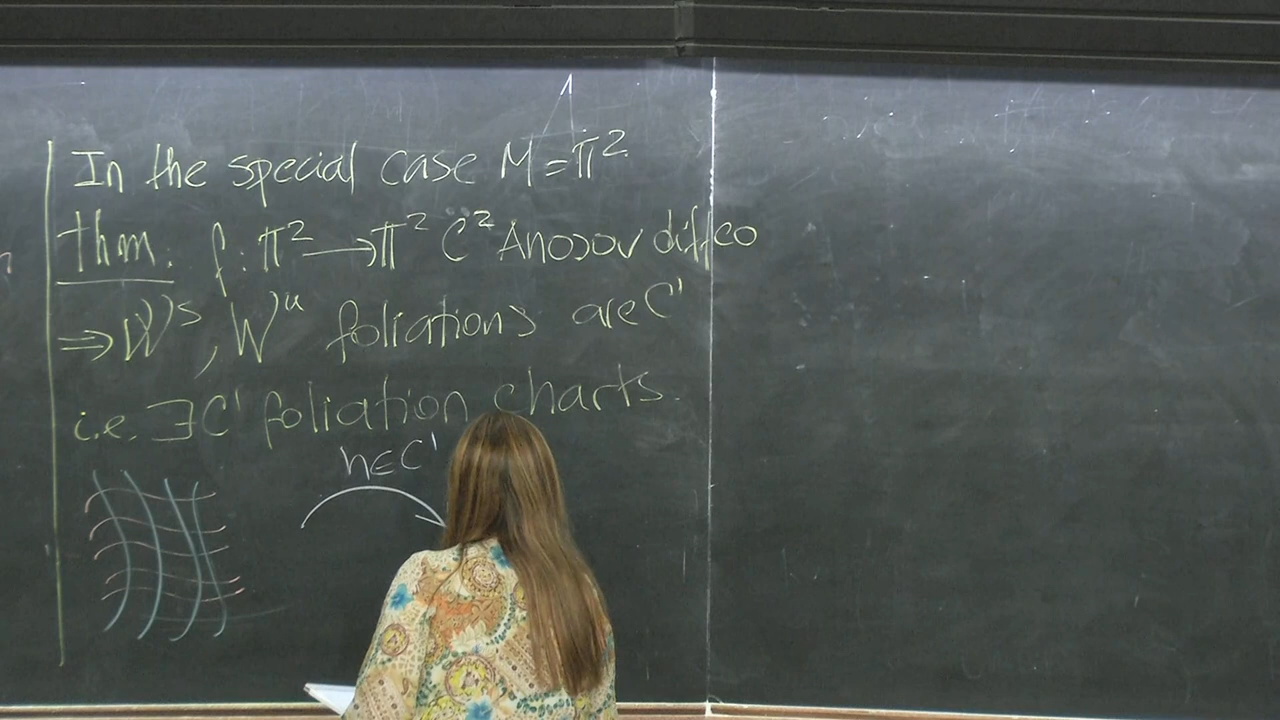 In the special case M=𝕋²
thm: f: 𝕋² ⟶ 𝕋² C² Anosov diffeo
⇒ Wˢ, Wᵘ foliations are C¹
i.e. ∃ C¹ foliation charts.
h∈C¹